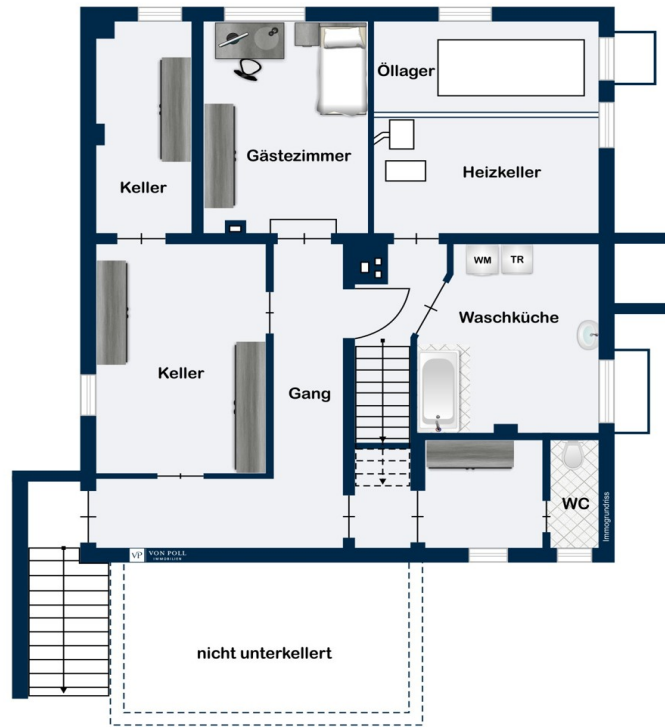 Öllager
Gästezimmer
Keller
Heizkeller
WM
TR
Waschküche
Keller
Gang
WC
Immogrundriss
VP
VON POLL
IMMOBILIEN
nicht unterkellert